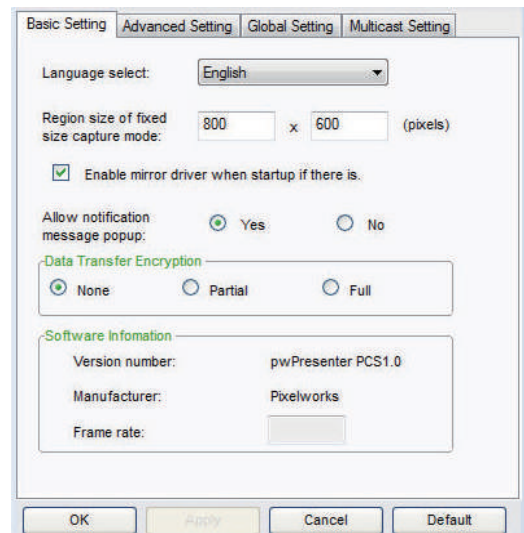 Basic Setting Advanced Setting Global Setting Multicast Setting
Language select: English
Region size of fixed
size capture mode: 800 x 600 (pixels)
Enable mirror driver when startup if there is.
Allow notification
message popup: Yes No
Data Transfer Encryption
None Partial Full
Software Infomation
Version number: pwPresenter PCS1.0
Manufacturer: Pixelworks
Frame rate:
OK Apply Cancel Default